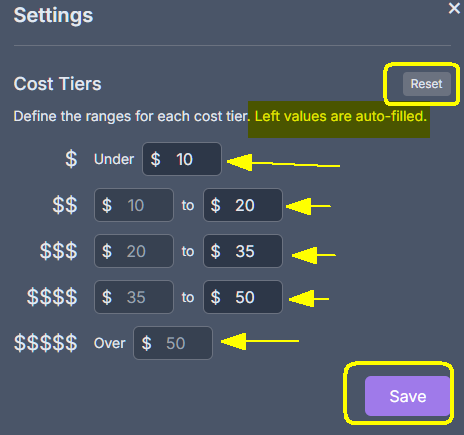 Settings
×
Cost Tiers
Reset
Define the ranges for each cost tier. Left values are auto-filled.
$ Under $ 10
$$ $ 10 to $ 20
$$$ $ 20 to $ 35
$$$$ $ 35 to $ 50
$$$$$ Over $ 50
Save